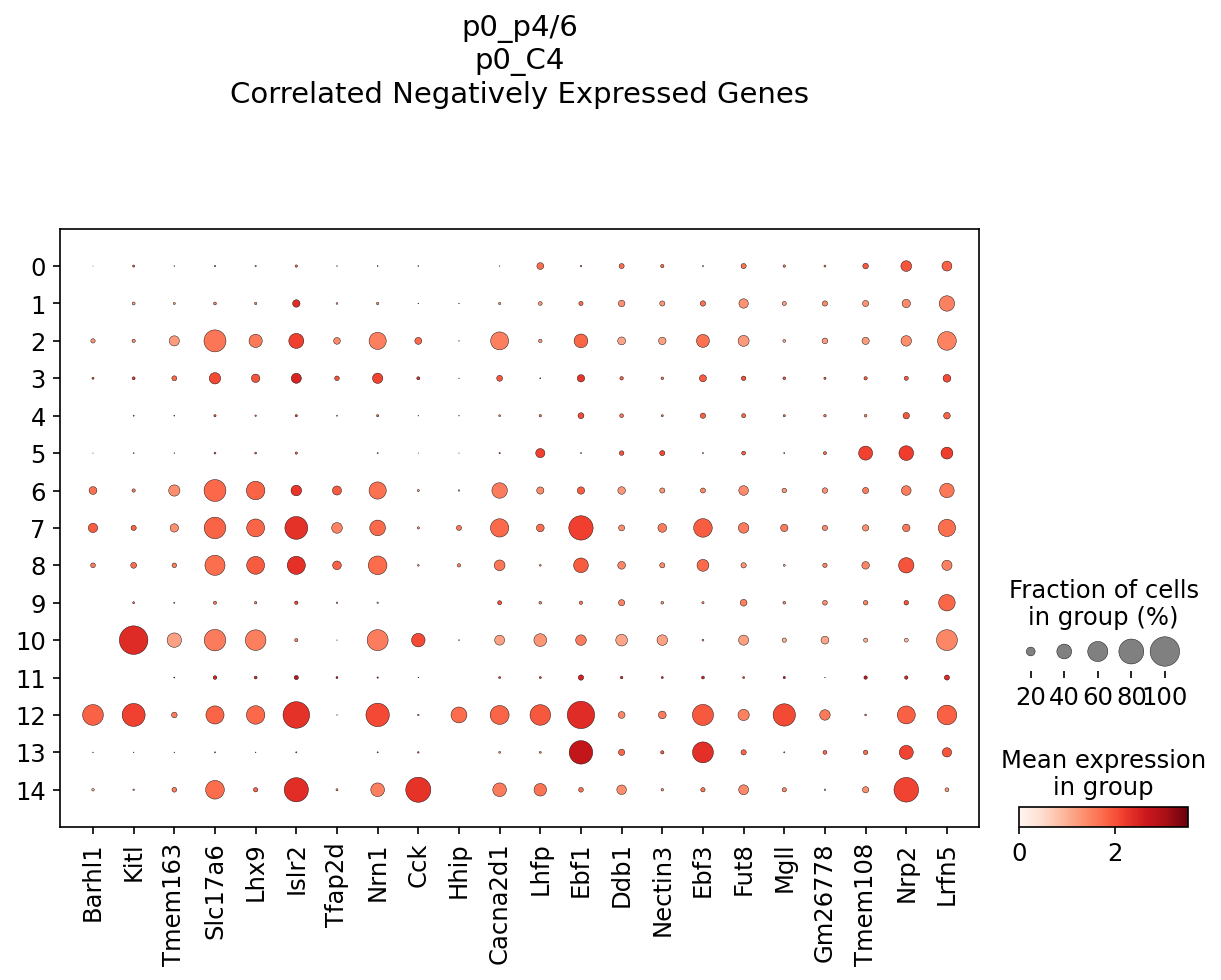 p0_p4/6
p0_C4
Correlated Negatively Expressed Genes
0
1
2
3
4
5
6
7
8
9
10
11
12
13
14
Barhl1
Kitl
Tmem163
Slc17a6
Lhx9
Islr2
Tfap2d
Nrn1
Cck
Hhip
Cacna2d1
Lhfp
Ebf1
Ddb1
Nectin3
Ebf3
Fut8
Mgll
Gm26778
Tmem108
Nrp2
Lrfn5
Fraction of cells
in group (%)
20 40 60 80 100
Mean expression
in group
0 2